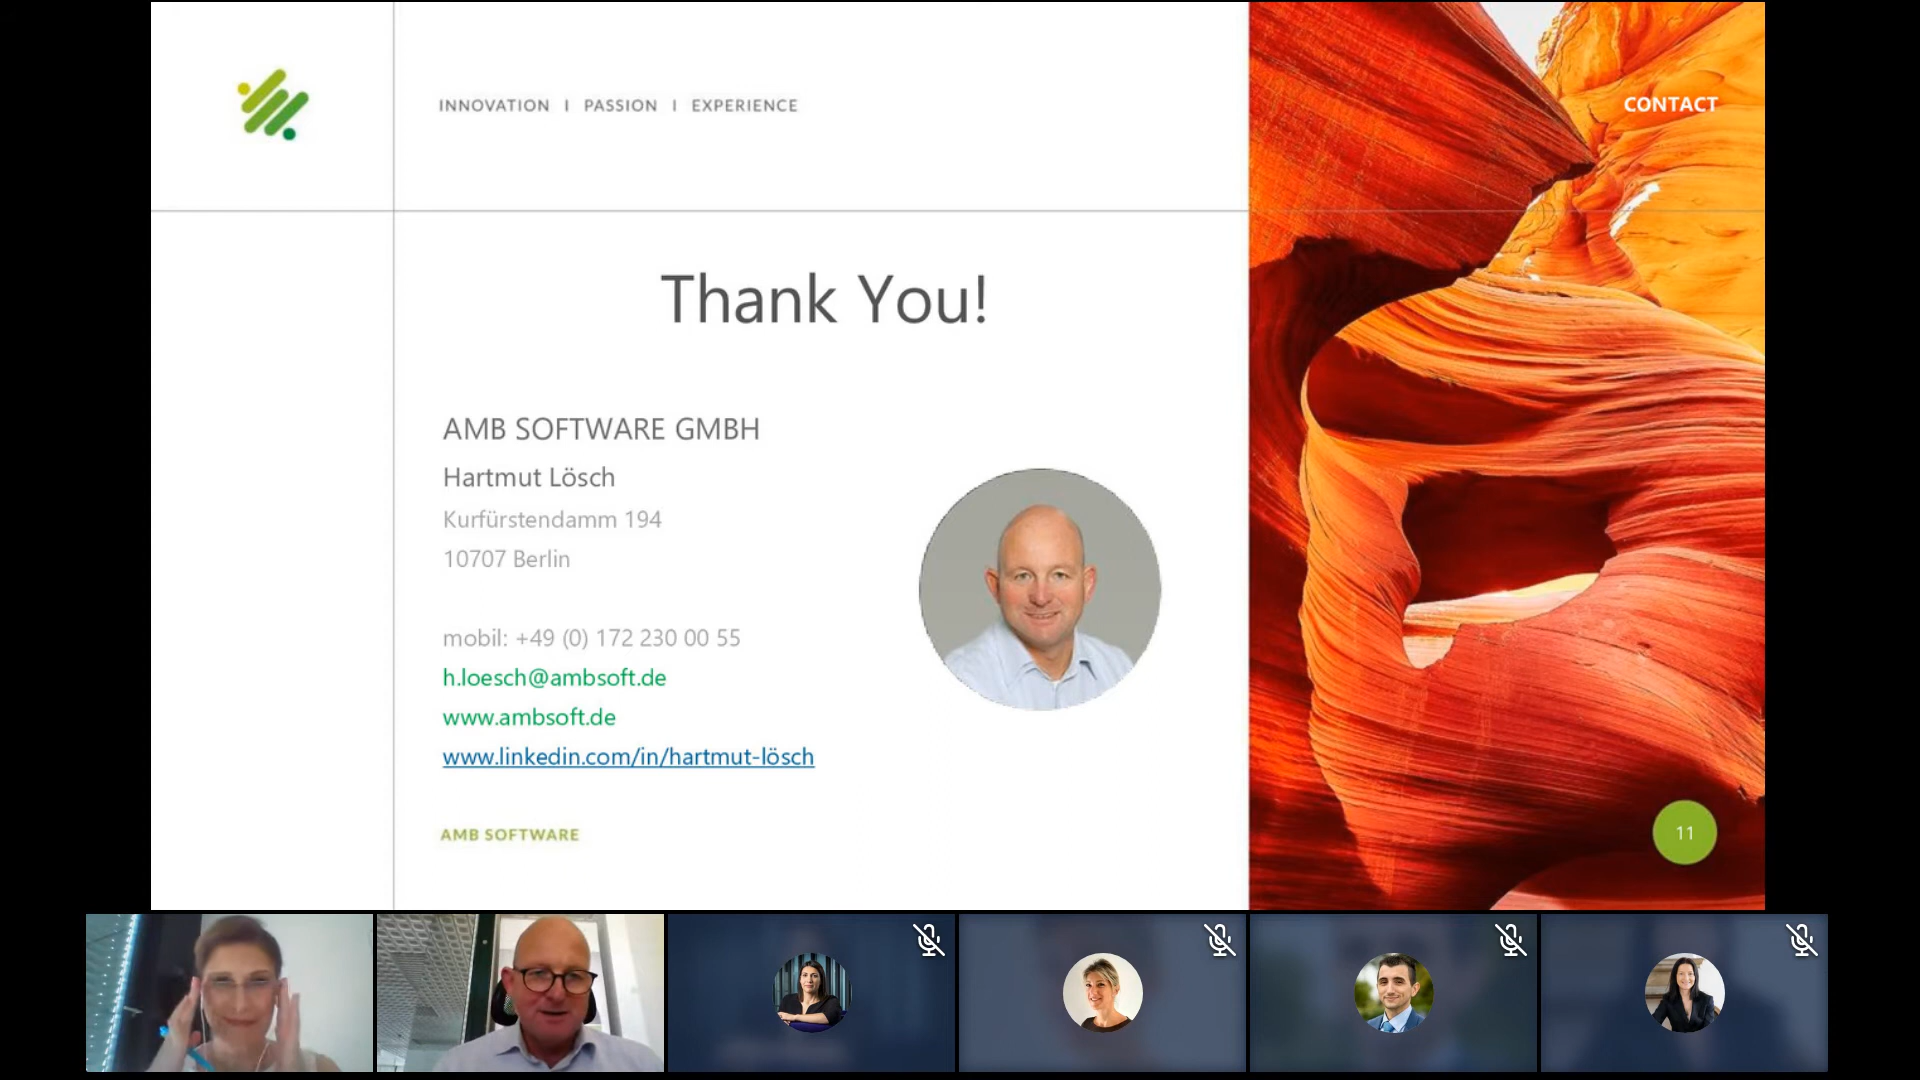 INNOVATION I PASSION I EXPERIENCE
CONTACT
Thank You!
AMB SOFTWARE GMBH
Hartmut Lösch
Kurfürstendamm 194
10707 Berlin
mobil: +49 (0) 172 230 00 55
h.loesch@ambsoft.de
www.ambsoft.de
www.linkedin.com/in/hartmut-lösch
AMB SOFTWARE
11